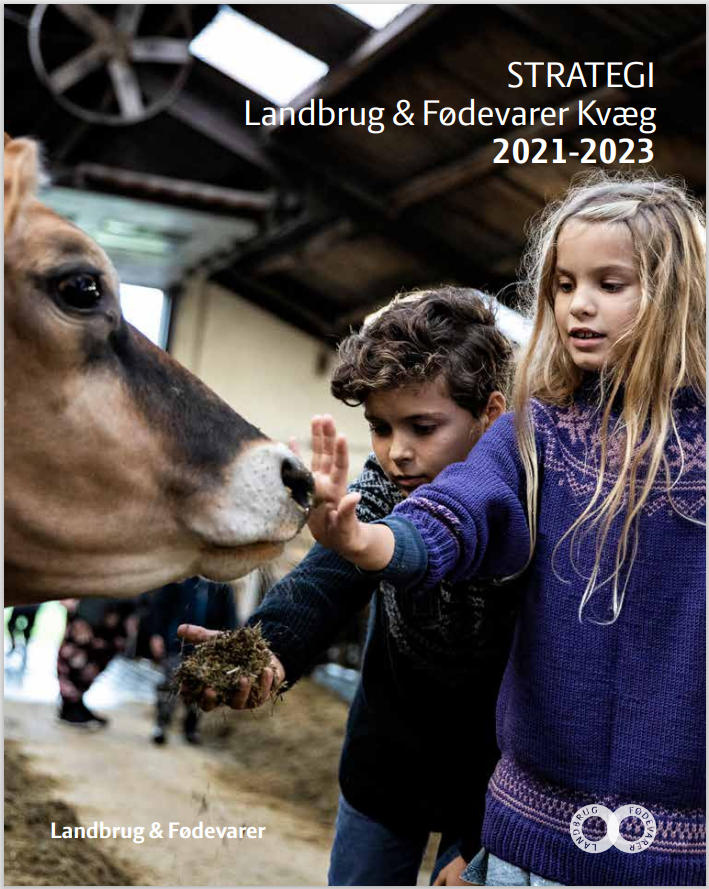 STRATEGI
Landbrug & Fødevarer Kvæg
2021-2023
Landbrug & Fødevarer
LANDBRUG FØDEVARER